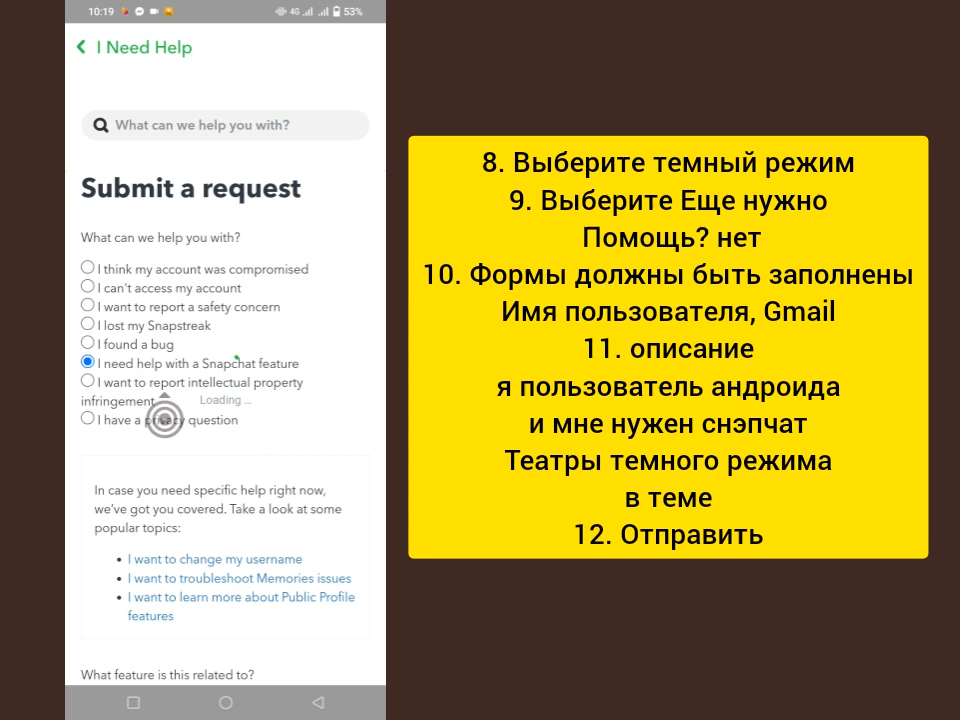 10:19
4G
53%
I Need Help
What can we help you with?
Submit a request
What can we help you with?
I think my account was compromised
I can't access my account
I want to report a safety concern
I lost my Snapstreak
I found a bug
I need help with a Snapchat feature
I want to report intellectual property
infringement
Loading ...
I have a privacy question
In case you need specific help right now,
we've got you covered. Take a look at some
popular topics:
• I want to change my username
• I want to troubleshoot Memories issues
• I want to learn more about Public Profile
features
What feature is this related to?
8. Выберите темный режим
9. Выберите Еще нужно
Помощь? нет
10. Формы должны быть заполнены
Имя пользователя, Gmail
11. описание
я пользователь андроида
и мне нужен снэпчат
Театры темного режима
в теме
12. Отправить